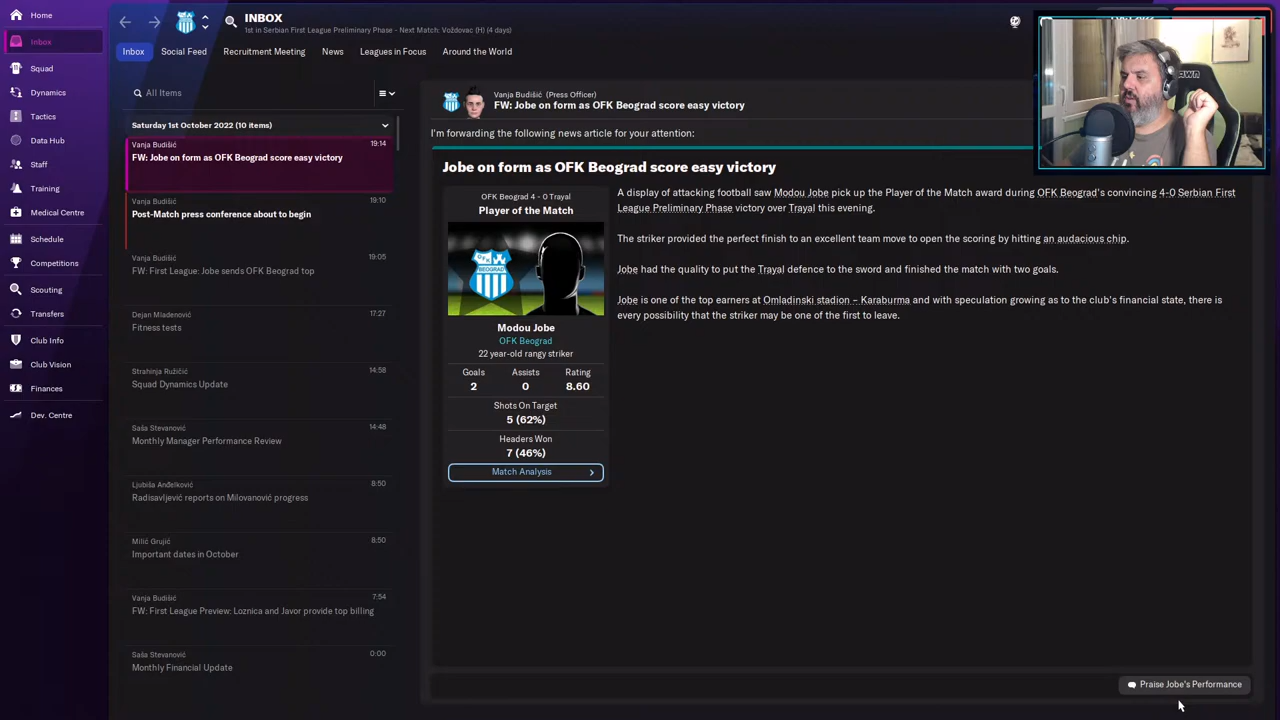 Home
Inbox
Squad
Dynamics
Tactics
Data Hub
Staff
Training
Medical Centre
Schedule
Competitions
Scouting
Transfers
Club Info
Club Vision
Finances
Dev. Centre
INBOX
1st in Serbian First League Preliminary Phase - Next Match: Voždovac (H) (4 days)
Inbox Social Feed Recruitment Meeting News Leagues in Focus Around the World
All Items
Saturday 1st October 2022 (10 items)
Vanja Budišić 19:14
FW: Jobe on form as OFK Beograd score easy victory
Vanja Budišić 19:10
Post-Match press conference about to begin
Vanja Budišić 19:05
FW: First League: Jobe sends OFK Beograd top
Dejan Mladenović 17:27
Fitness tests
Strahinja Ružičić 14:58
Squad Dynamics Update
Saša Stevanović 14:48
Monthly Manager Performance Review
Ljubiša Anđelković 8:50
Radisavljević reports on Milovanović progress
Milić Grujić 8:50
Important dates in October
Vanja Budišić 7:54
FW: First League Preview: Loznica and Javor provide top billing
Saša Stevanović 0:00
Monthly Financial Update
Vanja Budišić (Press Officer)
FW: Jobe on form as OFK Beograd score easy victory
I'm forwarding the following news article for your attention:
Jobe on form as OFK Beograd score easy victory
OFK Beograd 4 - 0 Trayal
Player of the Match
BEOGRAD
Modou Jobe
OFK Beograd
22 year-old rangy striker
Goals Assists Rating
2 0 8.60
Shots On Target
5 (62%)
Headers Won
7 (46%)
Match Analysis
A display of attacking football saw Modou Jobe pick up the Player of the Match award during OFK Beograd's convincing 4-0 Serbian First
League Preliminary Phase victory over Trayal this evening.
The striker provided the perfect finish to an excellent team move to open the scoring by hitting an audacious chip.
Jobe had the quality to put the Trayal defence to the sword and finished the match with two goals.
Jobe is one of the top earners at Omladinski stadion – Karaburma and with speculation growing as to the club's financial state, there is
every possibility that the striker may be one of the first to leave.
Praise Jobe's Performance